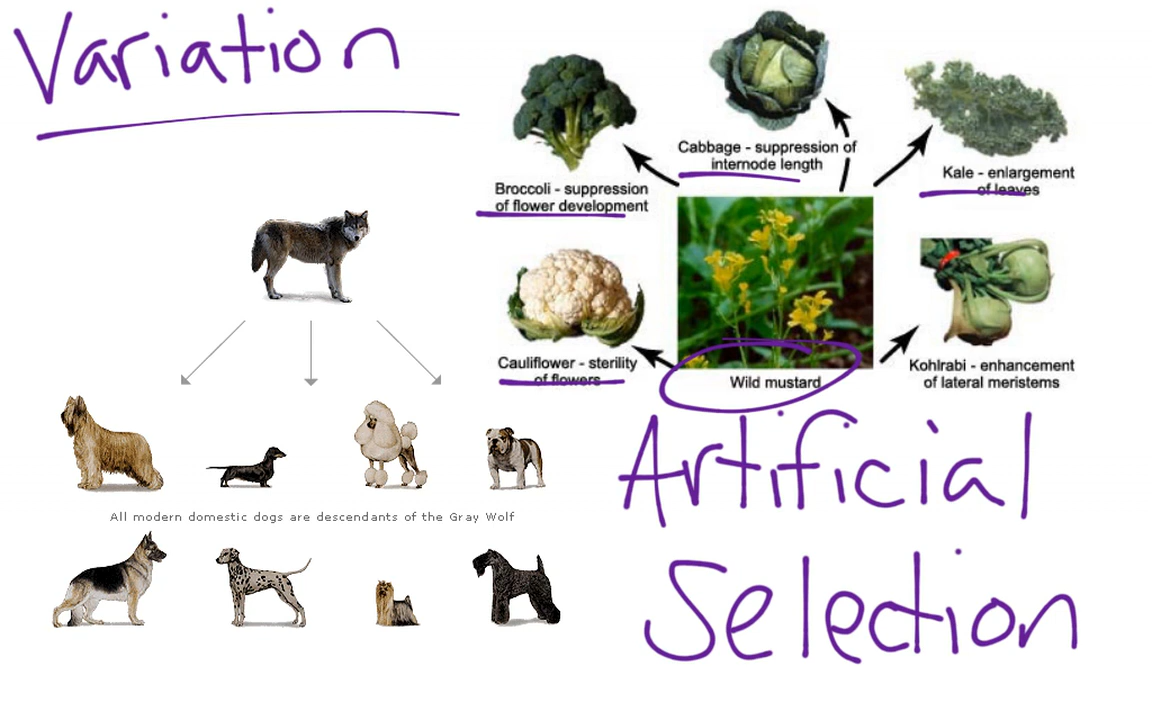 Variation
Cabbage - suppression of
internode length
Kale - enlargement
of leaves
Broccoli - suppression
of flower development
Cauliflower - sterility
of flowers
Wild mustard
Kohlrabi - enhancement
of lateral meristems
Artificial
Selection
All modern domestic dogs are descendants of the Gray Wolf